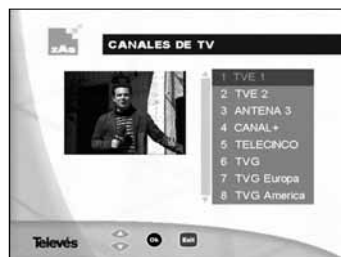 zAs
CANALES DE TV
1 TVE 1
2 TVE 2
3 ANTENA 3
4 CANAL+
5 TELECINCO
6 TVG
7 TVG Europa
8 TVG America
Televés
Ok
Exit